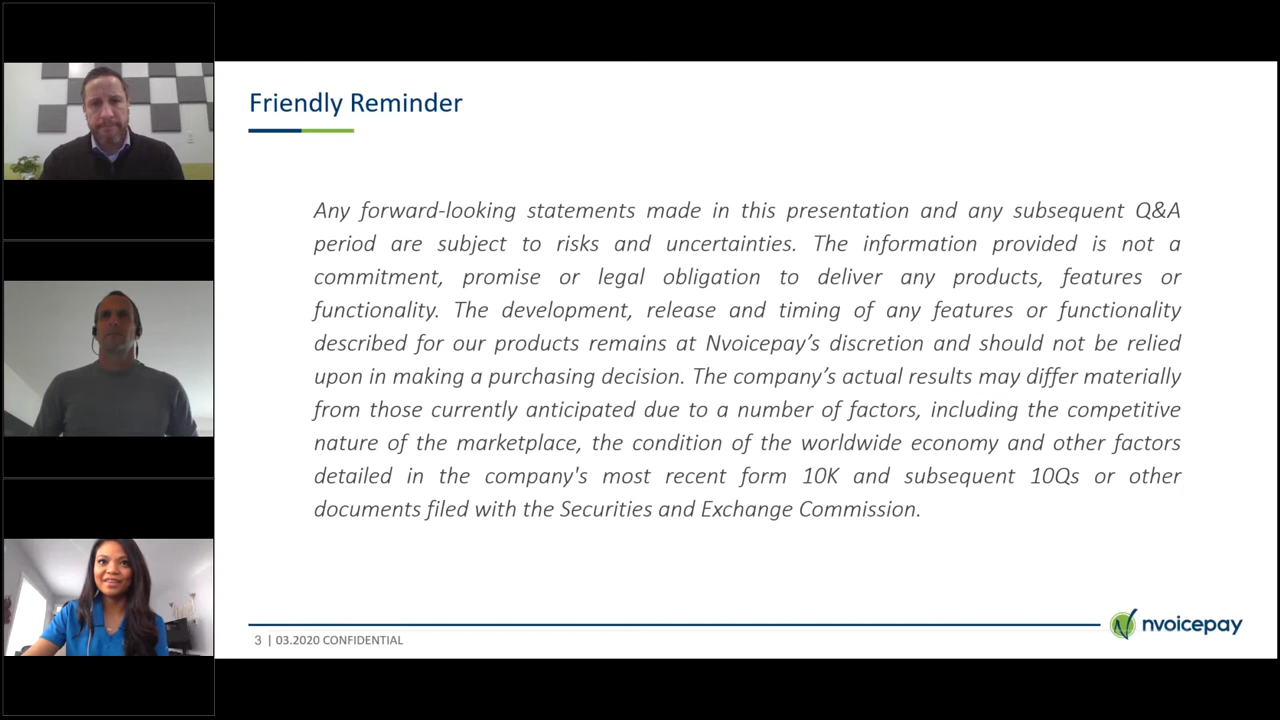 Friendly Reminder
Any forward-looking statements made in this presentation and any subsequent Q&A
period are subject to risks and uncertainties. The information provided is not a
commitment, promise or legal obligation to deliver any products, features or
functionality. The development, release and timing of any features or functionality
described for our products remains at Nvoicepay’s discretion and should not be relied
upon in making a purchasing decision. The company’s actual results may differ materially
from those currently anticipated due to a number of factors, including the competitive
nature of the marketplace, the condition of the worldwide economy and other factors
detailed in the company's most recent form 10K and subsequent 10Qs or other
documents filed with the Securities and Exchange Commission.
3 | 03.2020 CONFIDENTIAL
nvoicepay